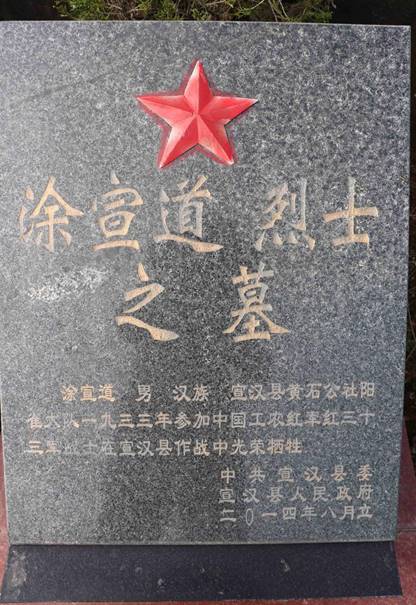 涂宣道 烈士
之墓
涂宣道 男 汉族 宣汉县黄石公社阳
雀大队一九三三年参加中国工农红军红三十
三军战士在宣汉县作战中光荣牺牲
中共宣汉县委
宣汉县人民政府
二〇一四年八月立